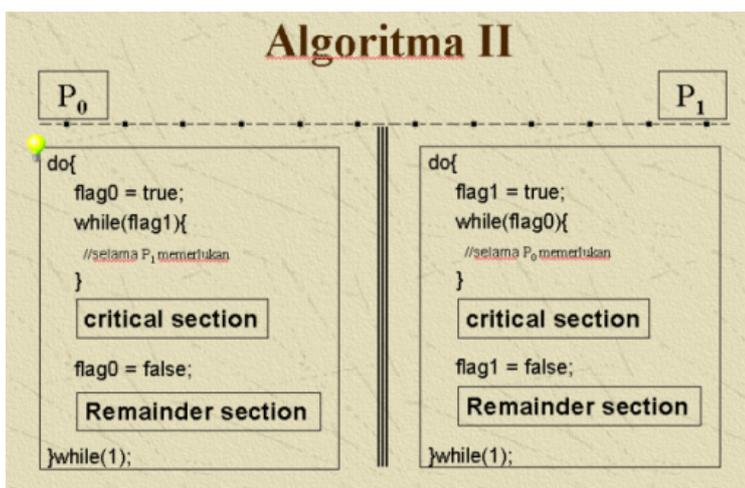 Algoritma II
P₀
P₁
do{
flag0 = true;
while(flag1){
//selama P₁ memerlukan
}
critical section
flag0 = false;
Remainder section
}while(1);
do{
flag1 = true;
while(flag0){
//selama P₀ memerlukan
}
critical section
flag1 = false;
Remainder section
}while(1);